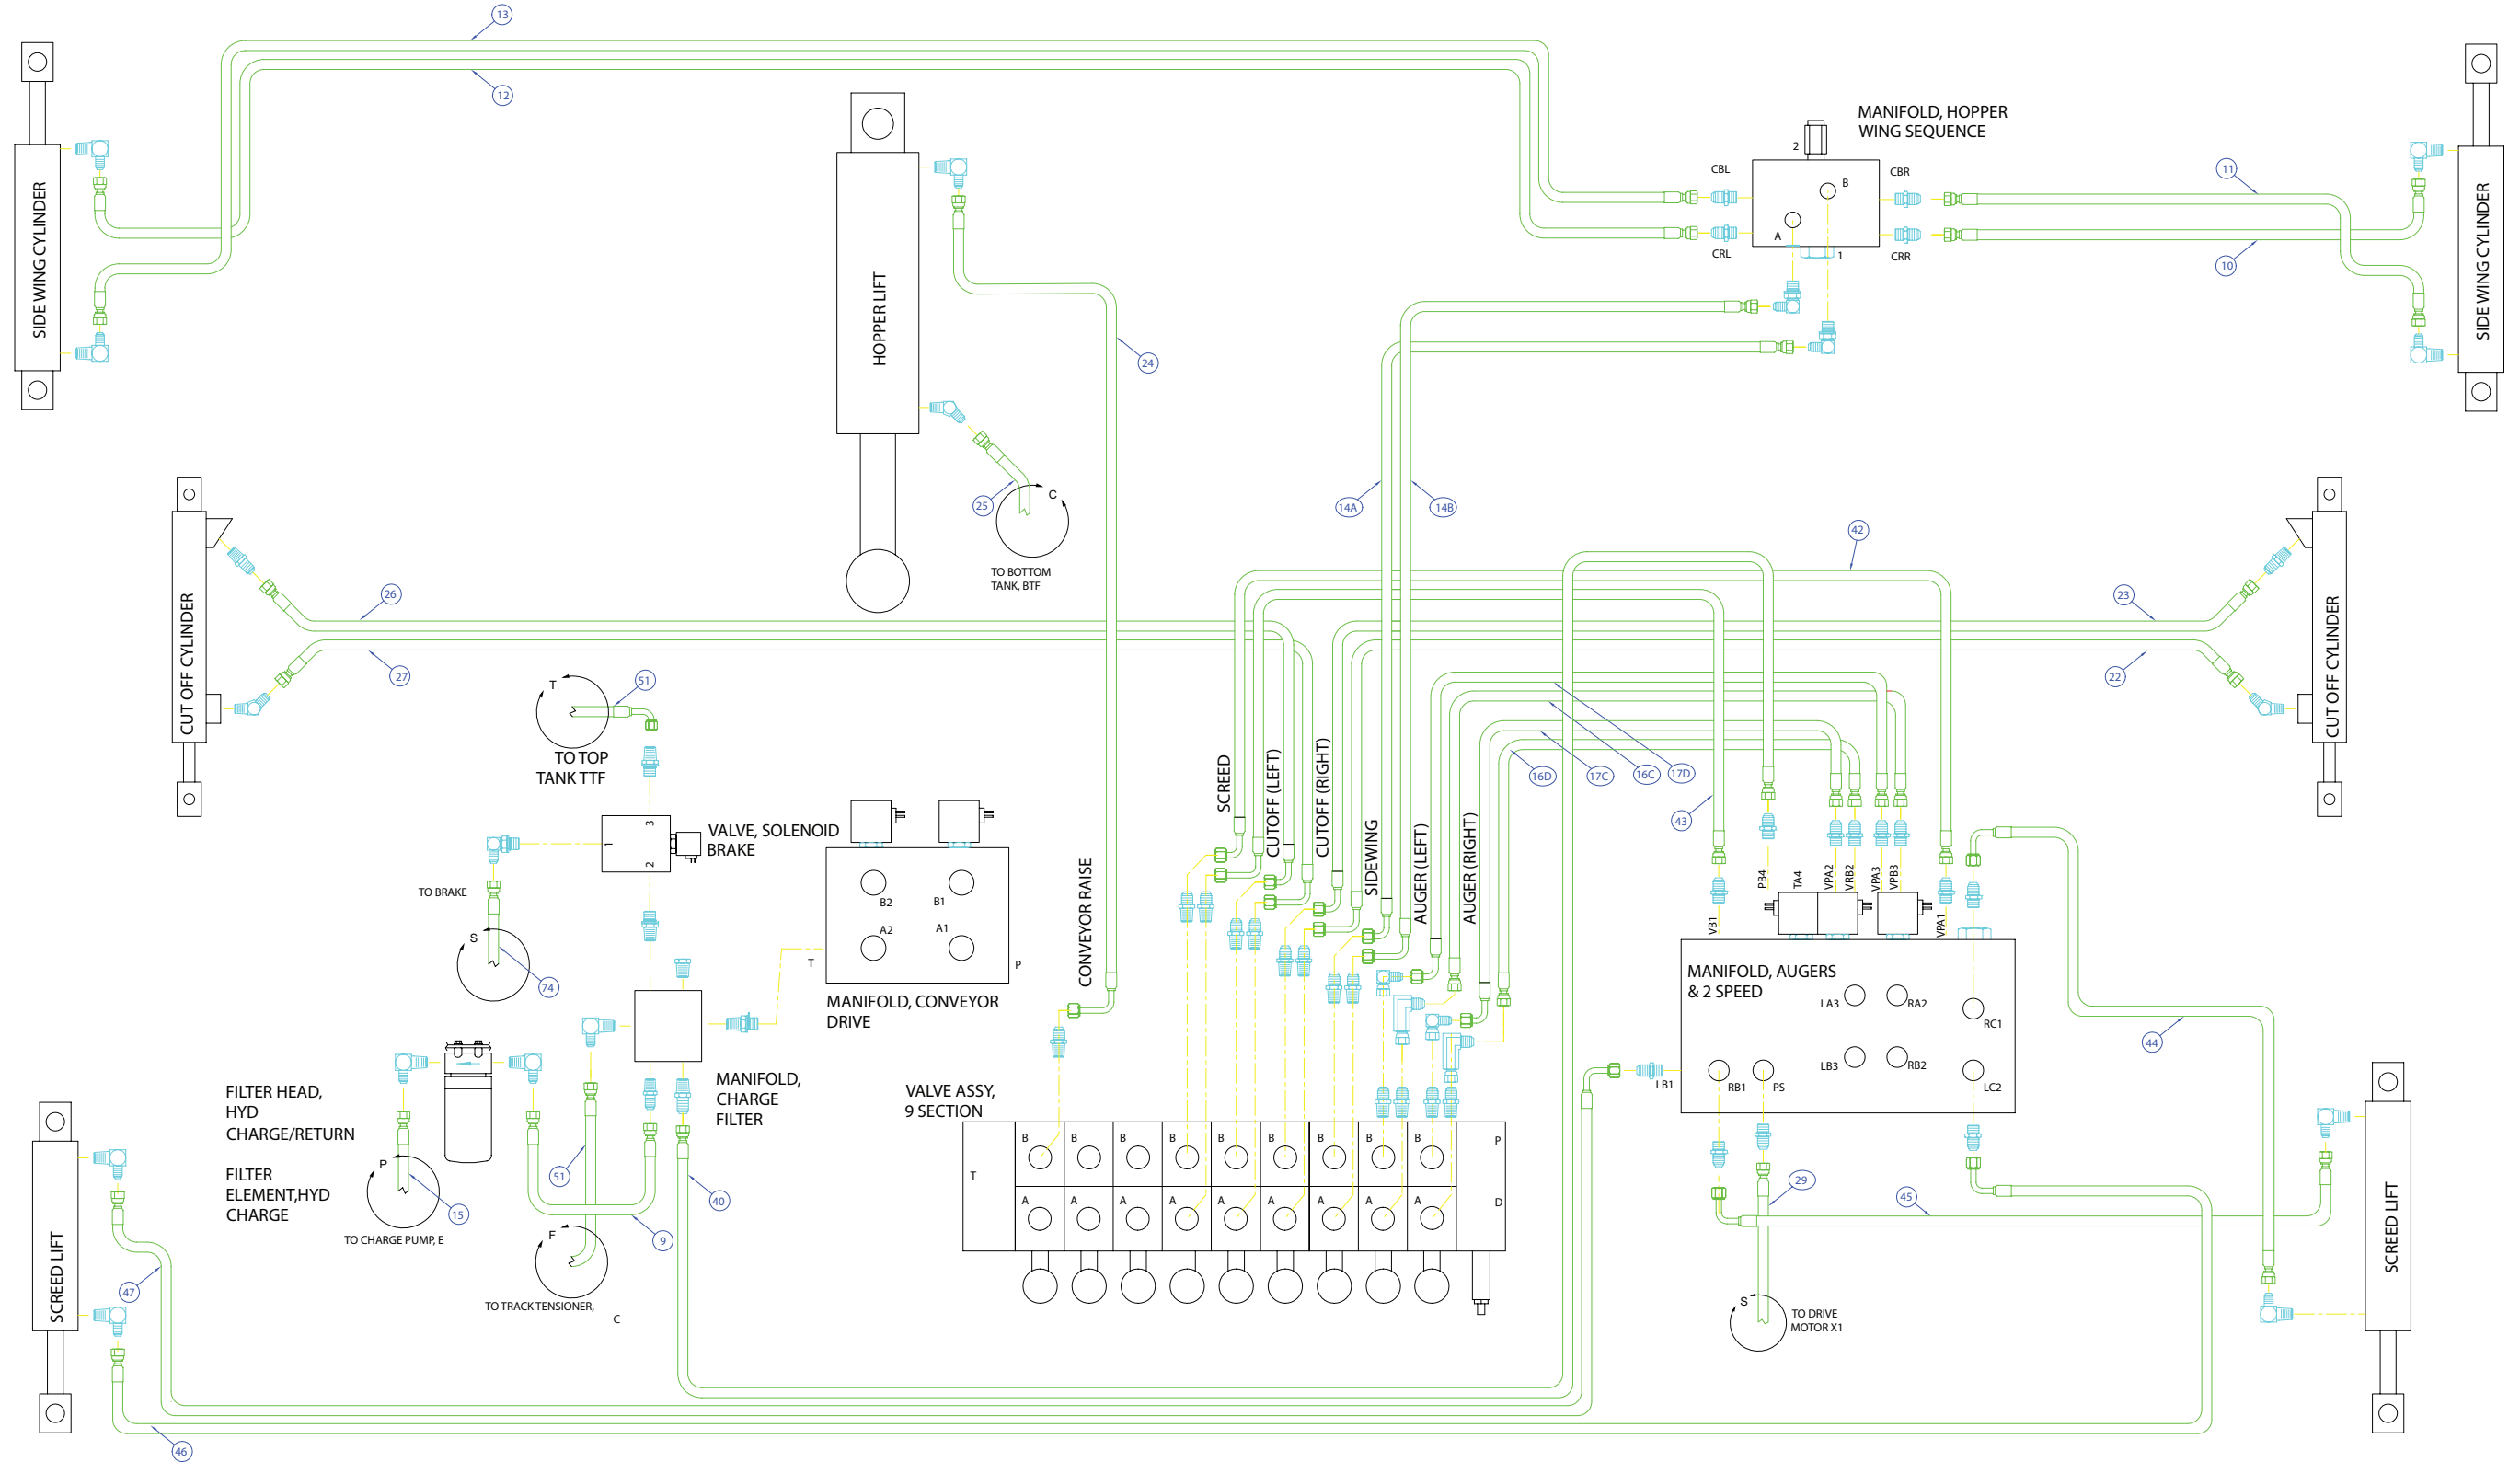 13
12
SIDE WING CYLINDER
HOPPER LIFT
24
25
C
TO BOTTOM
TANK, BTF
MANIFOLD, HOPPER
WING SEQUENCE
2
CBL
B
CBR
A
CRL
1
CRR
11
10
SIDE WING CYLINDER
14A
14B
42
CUT OFF CYLINDER
26
27
23
22
CUT OFF CYLINDER
T
51
TO TOP
TANK TTF
3
1
2
VALVE, SOLENOID
BRAKE
TO BRAKE
S
74
B2
B1
A2
A1
T
P
MANIFOLD, CONVEYOR
DRIVE
CONVEYOR RAISE
SCREED
CUTOFF (LEFT)
CUTOFF (RIGHT)
SIDEWING
AUGER (LEFT)
AUGER (RIGHT)
16D
17C
16C
17D
43
VB1
PB4
TA4
VPA2
VRB2
VPA3
VPB3
VPA1
MANIFOLD, AUGERS
& 2 SPEED
LA3
RA2
RC1
LB3
RB2
LB1
RB1
PS
LC2
44
FILTER HEAD,
HYD
CHARGE/RETURN
FILTER
ELEMENT,HYD
CHARGE
P
15
TO CHARGE PUMP, E
51
9
40
F
TO TRACK TENSIONER,
C
MANIFOLD,
CHARGE
FILTER
VALVE ASSY,
9 SECTION
T
B
B
B
B
B
B
B
B
B
P
A
A
A
A
A
A
A
A
A
D
29
45
S
TO DRIVE
MOTOR X1
SCREED LIFT
47
46
SCREED LIFT